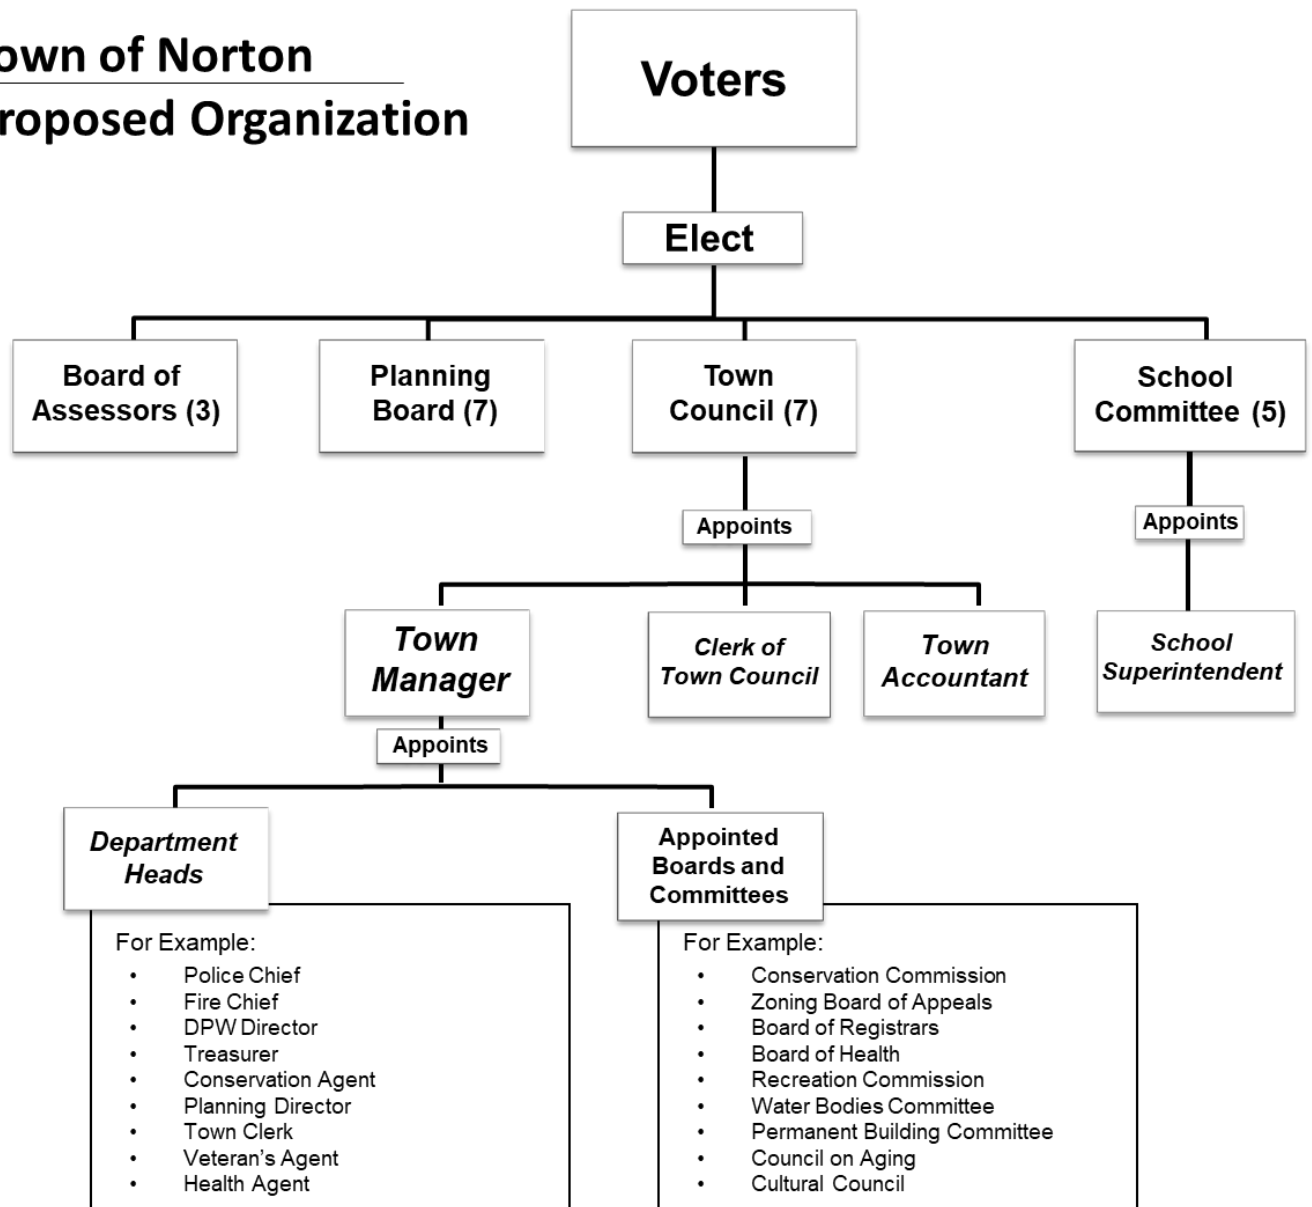 own of Norton
roposed Organization
Voters
Elect
Board of
Assessors (3)
Planning
Board (7)
Town
Council (7)
School
Committee (5)
Appoints
Appoints
Town
Manager
Clerk of
Town Council
Town
Accountant
School
Superintendent
Appoints
Department
Heads
Appointed
Boards and
Committees
For Example:
• Police Chief
• Fire Chief
• DPW Director
• Treasurer
• Conservation Agent
• Planning Director
• Town Clerk
• Veteran’s Agent
• Health Agent
For Example:
• Conservation Commission
• Zoning Board of Appeals
• Board of Registrars
• Board of Health
• Recreation Commission
• Water Bodies Committee
• Permanent Building Committee
• Council on Aging
• Cultural Council